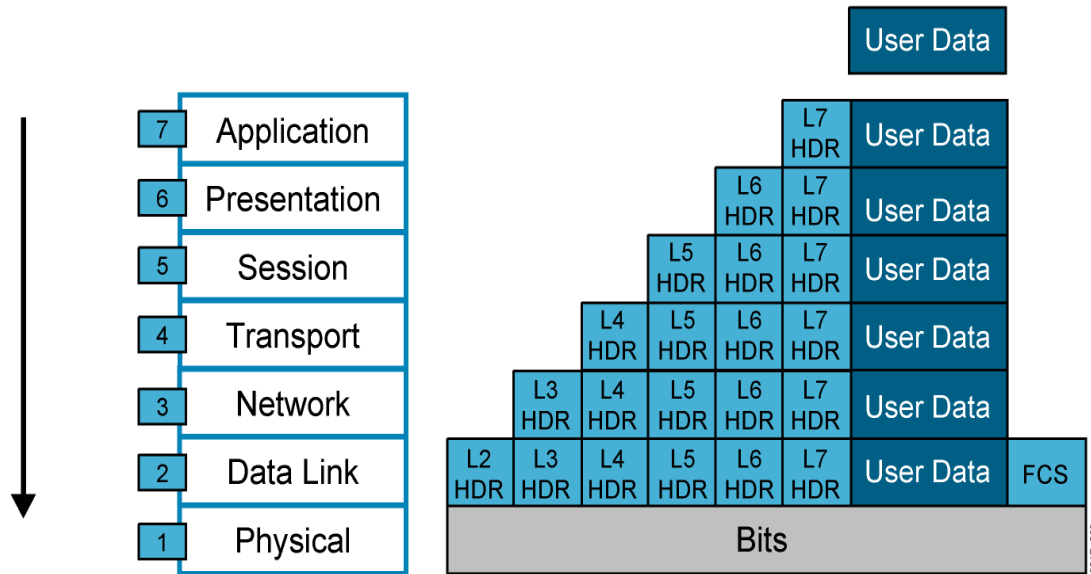 User Data
7 Application L7 HDR User Data
6 Presentation L6 HDR L7 HDR User Data
5 Session L5 HDR L6 HDR L7 HDR User Data
4 Transport L4 HDR L5 HDR L6 HDR L7 HDR User Data
3 Network L3 HDR L4 HDR L5 HDR L6 HDR L7 HDR User Data
2 Data Link L2 HDR L3 HDR L4 HDR L5 HDR L6 HDR L7 HDR User Data FCS
1 Physical Bits